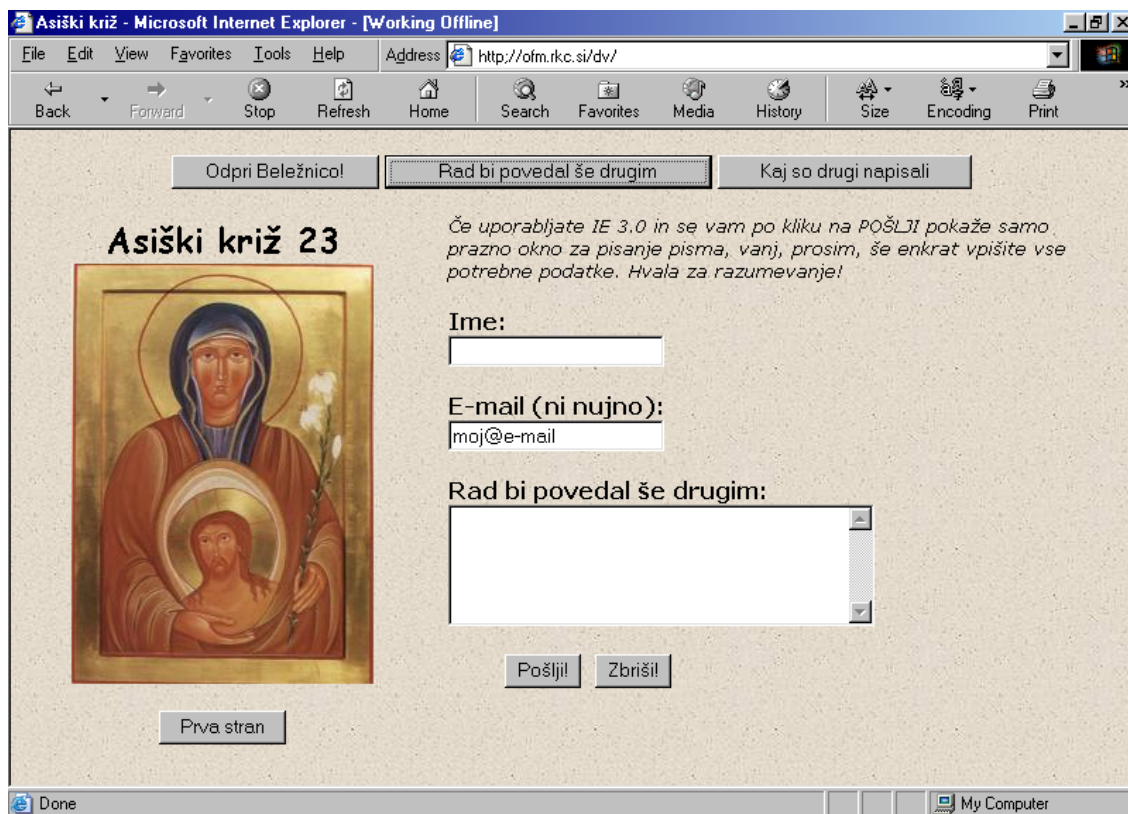 Asiški križ - Microsoft Internet Explorer - [Working Offline]
File Edit View Favorites Tools Help Address http://ofm.rkc.si/dv/
Back Forward Stop Refresh Home Search Favorites Media History Size Encoding Print »
Odpri Beležnico! Rad bi povedal še drugim Kaj so drugi napisali
Asiški križ 23
Če uporabljate IE 3.0 in se vam po kliku na POŠLJI pokaže samo
prazno okno za pisanje pisma, vanj, prosim, še enkrat vpišite vse
potrebne podatke. Hvala za razumevanje!
Ime:
E-mail (ni nujno):
moj@e-mail
Rad bi povedal še drugim:
Pošlji! Zbriši!
Prva stran
Done My Computer